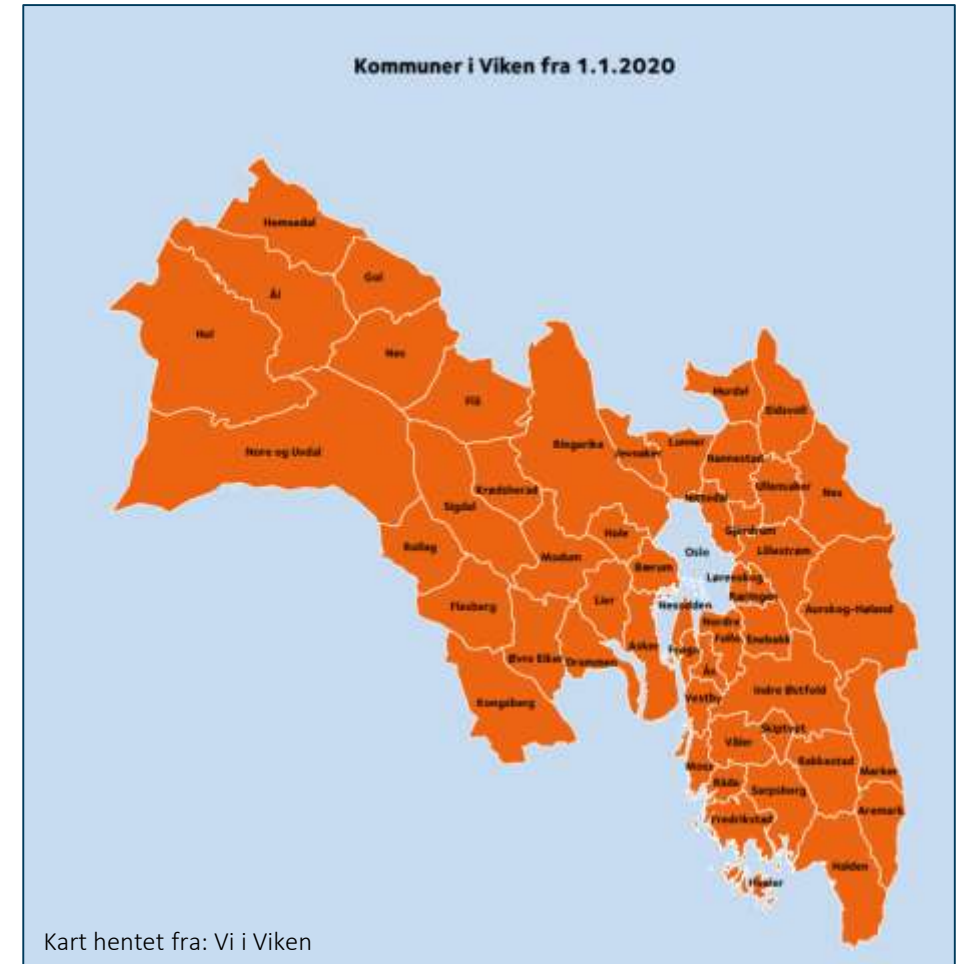 Kommuner i Viken fra 1.1.2020
Hemsedal
Gol
Ål
Hol
Nes
Flå
Nore og Uvdal
Ringerike
Jevnaker
Lunner
Hurdal
Eidsvoll
Nannestad
Ullensaker
Nes
Nittedal
Gjerdrum
Lillestrøm
Krødsherad
Sigdal
Rollag
Modum
Hole
Bærum
Oslo
Lørenskog
Rælingen
Aurskog-Høland
Flesberg
Lier
Nesodden
Nordre
Follo
Enebakk
Asker
Frogn
Ås
Øvre Eiker
Drammen
Kongsberg
Vestby
Indre Østfold
Skiptvet
Våler
Rakkestad
Marker
Moss
Råde
Sarpsborg
Aremark
Fredrikstad
Halden
Hvaler
Kart hentet fra: Vi i Viken